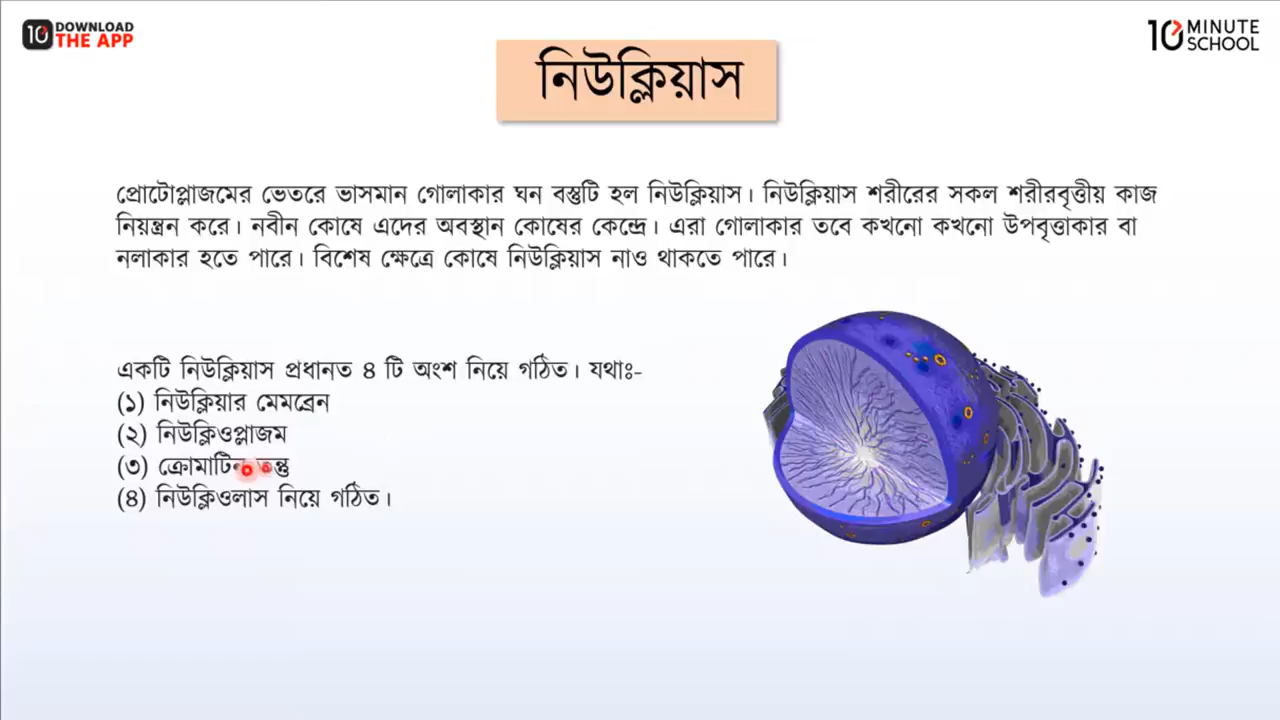 10 DOWNLOAD
THE APP
10 MINUTE
SCHOOL
নিউক্লিয়াস
প্রোটোপ্লাজমের ভেতরে ভাসমান গোলাকার ঘন বস্তুটি হল নিউক্লিয়াস। নিউক্লিয়াস শরীরের সকল শরীরবৃত্তীয় কাজ
নিয়ন্ত্রন করে। নবীন কোষে এদের অবস্থান কোষের কেন্দ্রে। এরা গোলাকার তবে কখনো কখনো উপবৃত্তাকার বা
নলাকার হতে পারে। বিশেষ ক্ষেত্রে কোষে নিউক্লিয়াস নাও থাকতে পারে।
একটি নিউক্লিয়াস প্রধানত ৪ টি অংশ নিয়ে গঠিত। যথাঃ-
(১) নিউক্লিয়ার মেমব্রেন
(২) নিউক্লিওপ্লাজম
(৩) ক্রোমাটিন তন্তু
(৪) নিউক্লিওলাস নিয়ে গঠিত।